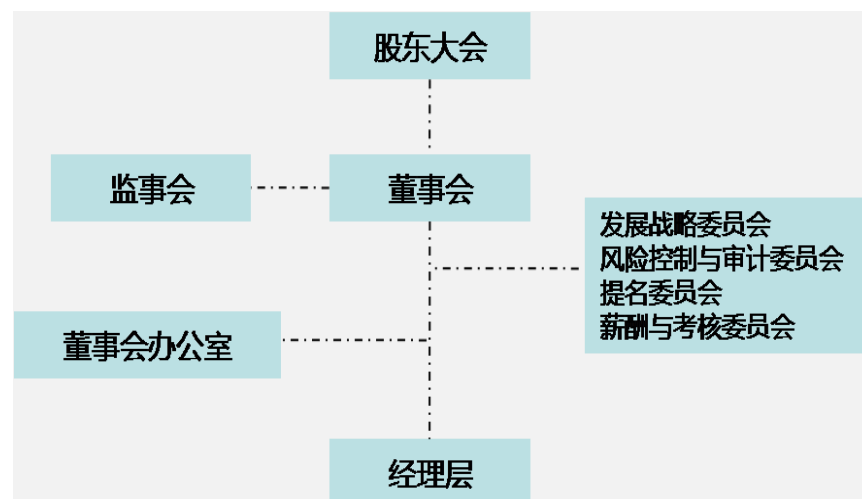 股东大会
监事会
董事会
发展战略委员会
风险控制与审计委员会
提名委员会
薪酬与考核委员会
董事会办公室
经理层